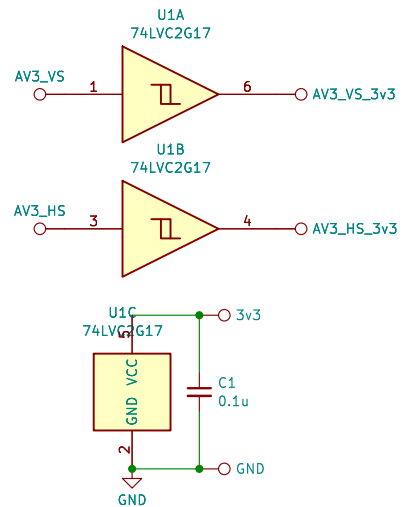 U1A
74LVC2G17
AV3_VS
1
6
AV3_VS_3v3
U1B
74LVC2G17
AV3_HS
3
4
AV3_HS_3v3
U1C
74LVC2G17
3v3
5
VCC
C1
0.1u
GND
2
GND
GND